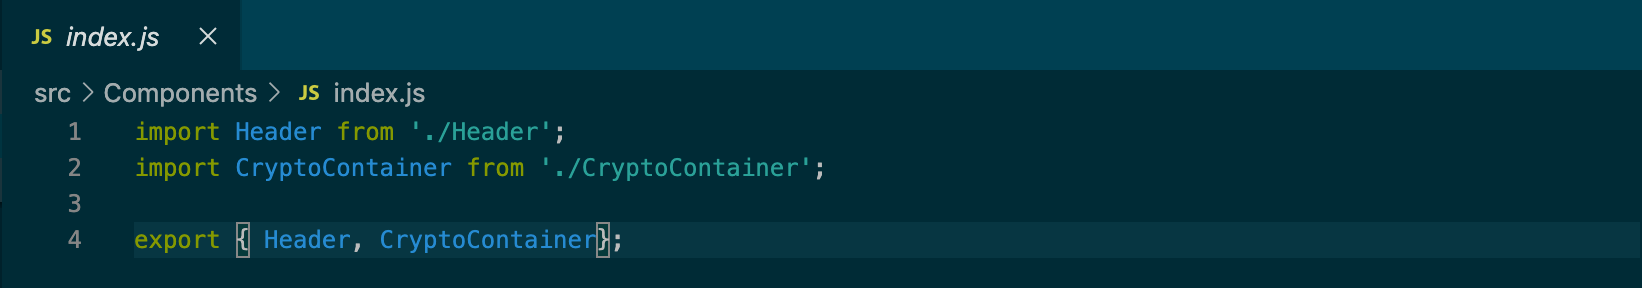 JS index.js ×
src > Components > JS index.js
1 import Header from './Header';
2 import CryptoContainer from './CryptoContainer';
3
4 export { Header, CryptoContainer};